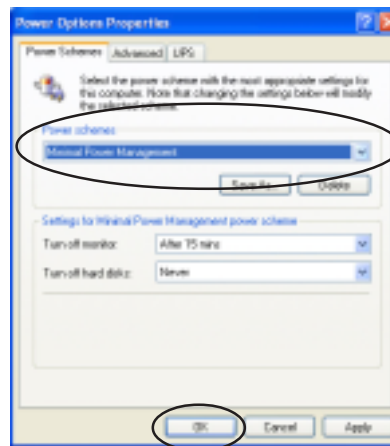 Power Options Properties
Power Schemes Advanced UPS
Select the power scheme with the most appropriate settings for
this computer. Note that changing the settings below will modify
the selected scheme.
Power schemes
Minimal Power Management
Save As... Delete
Settings for Minimal Power Management power scheme
Turn off monitor: After 15 mins
Turn off hard disks: Never
OK Cancel Apply